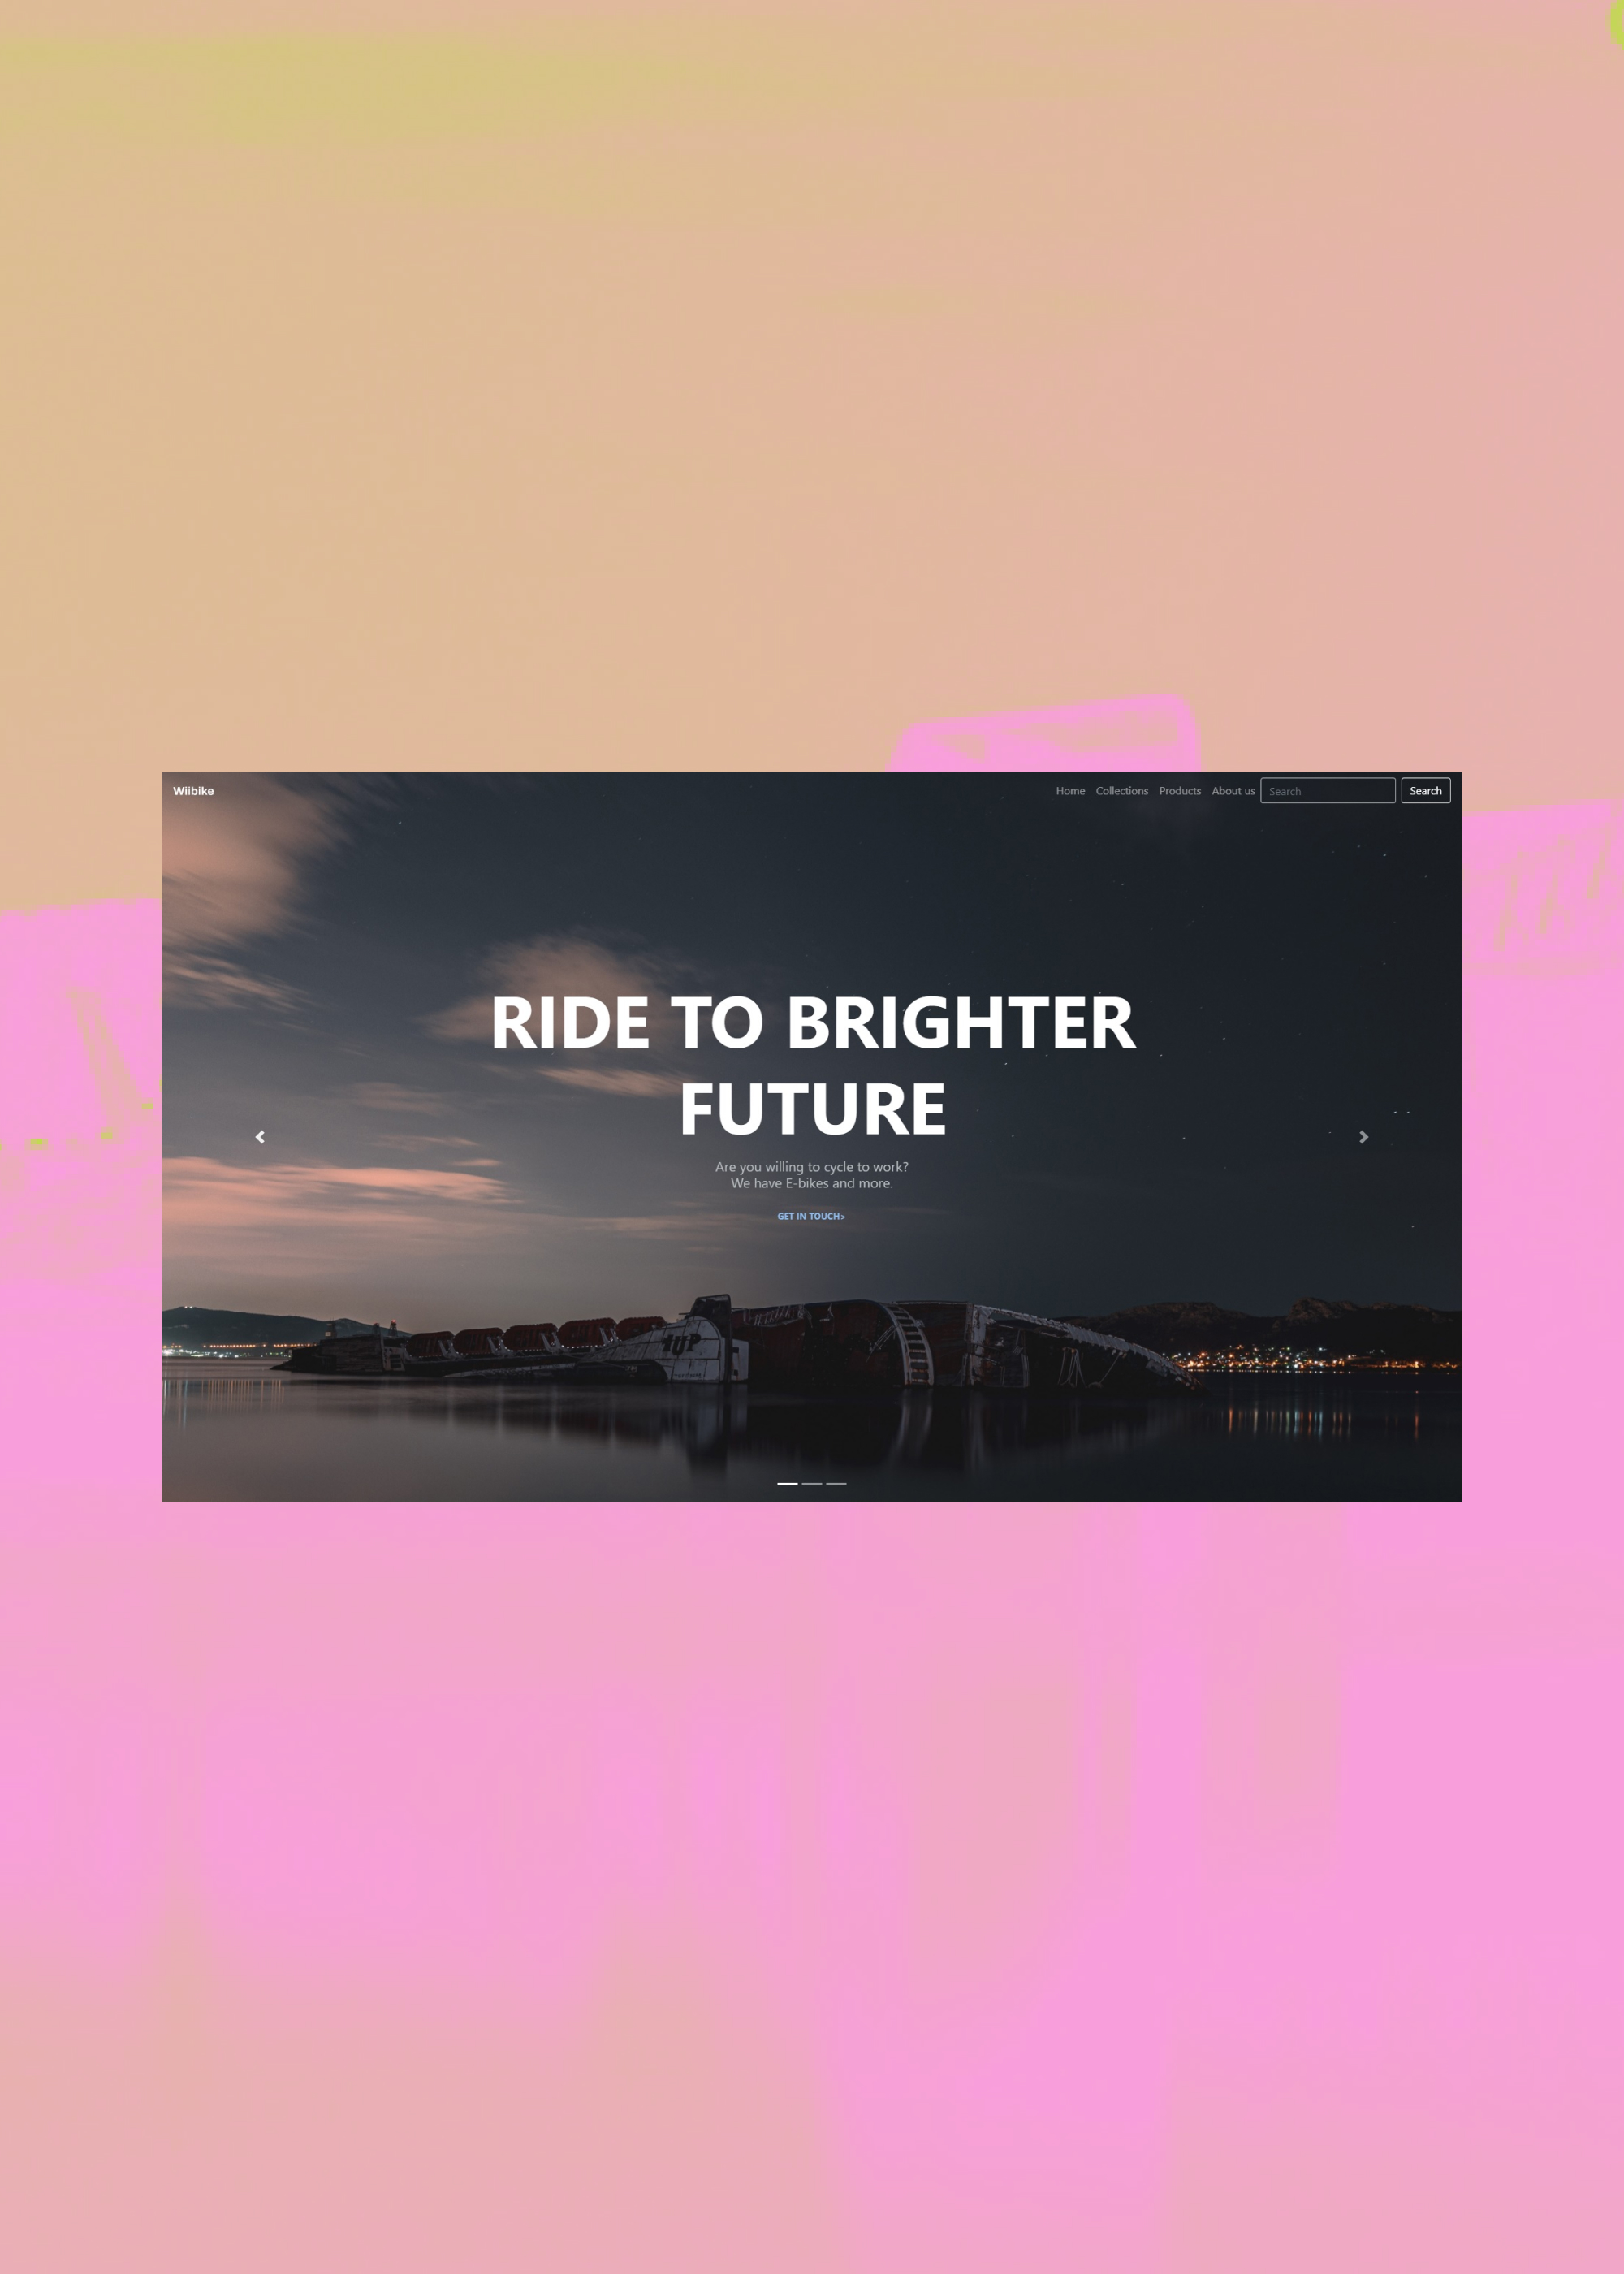 Wiibike
Home Collections Products About us Search Search
RIDE TO BRIGHTER
FUTURE
Are you willing to cycle to work?
We have E-bikes and more.
GET IN TOUCH>
1UP